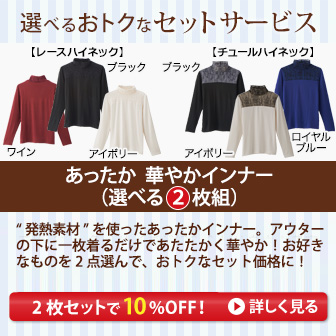 選べるおトクなセットサービス
【レースハイネック】
【チュールハイネック】
ブラック
ブラック
ワイン
アイボリー
アイボリー
ロイヤル
ブルー
あったか 華やかインナー
(選べる2枚組)
“発熱素材”を使ったあったかインナー。アウター
の下に一枚着るだけであたたかく華やか!お好き
なものを2点選んで、おトクなセット価格に!
2枚セットで10%OFF!
詳しく見る